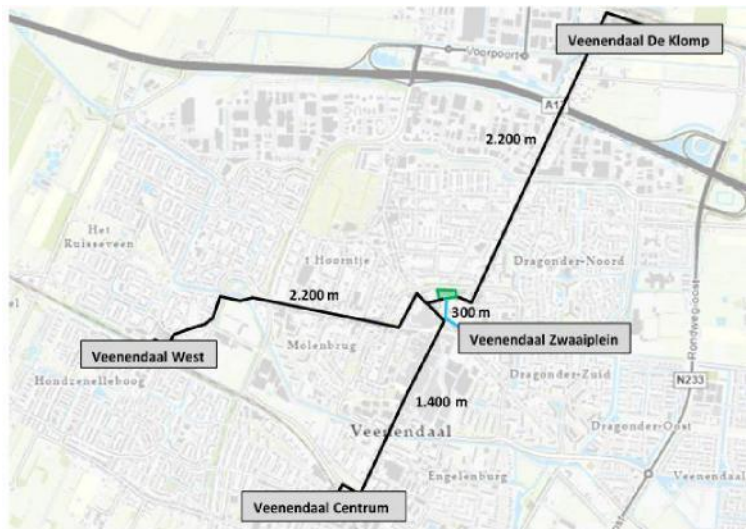 Veenendaal De Klomp
Voorpoort
A12
2.200 m
Het
Ruisseveen
't Hoorntje
Dragonder-Noord
2.200 m
300 m
Rondweg-oost
Veenendaal West
Molenbrug
Veenendaal Zwaaiplein
Hondzenelleboog
Dragonder-Zuid
N233
1.400 m
Veenendaal
Dragonder-Oost
Engelenburg
Veenendaal
Veenendaal Centrum